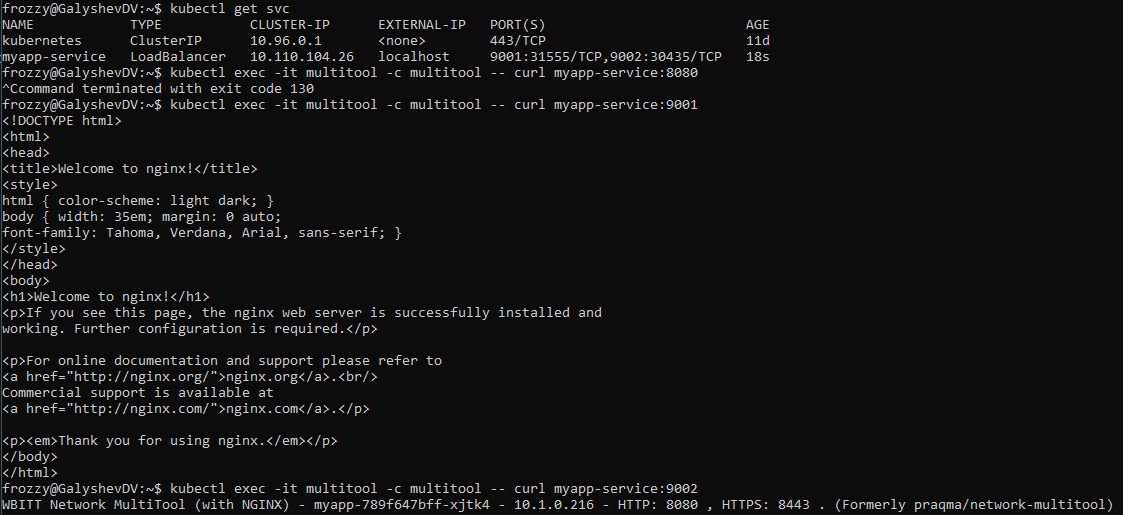 frozzy@GalyshevDV:~$ kubectl get svc
NAME            TYPE           CLUSTER-IP      EXTERNAL-IP   PORT(S)                         AGE
kubernetes      ClusterIP      10.96.0.1       <none>        443/TCP                         11d
myapp-service   LoadBalancer   10.110.104.26   localhost     9001:31555/TCP,9002:30435/TCP   18s
frozzy@GalyshevDV:~$ kubectl exec -it multitool -c multitool -- curl myapp-service:8080
^Ccommand terminated with exit code 130
frozzy@GalyshevDV:~$ kubectl exec -it multitool -c multitool -- curl myapp-service:9001
<!DOCTYPE html>
<html>
<head>
<title>Welcome to nginx!</title>
<style>
html { color-scheme: light dark; }
body { width: 35em; margin: 0 auto;
font-family: Tahoma, Verdana, Arial, sans-serif; }
</style>
</head>
<body>
<h1>Welcome to nginx!</h1>
<p>If you see this page, the nginx web server is successfully installed and
working. Further configuration is required.</p>

<p>For online documentation and support please refer to
<a href="http://nginx.org/">nginx.org</a>.<br/>
Commercial support is available at
<a href="http://nginx.com/">nginx.com</a>.</p>

<p><em>Thank you for using nginx.</em></p>
</body>
</html>
frozzy@GalyshevDV:~$ kubectl exec -it multitool -c multitool -- curl myapp-service:9002
WBITT Network MultiTool (with NGINX) - myapp-789f647bff-xjtk4 - 10.1.0.216 - HTTP: 8080 , HTTPS: 8443 . (Formerly praqma/network-multitool)